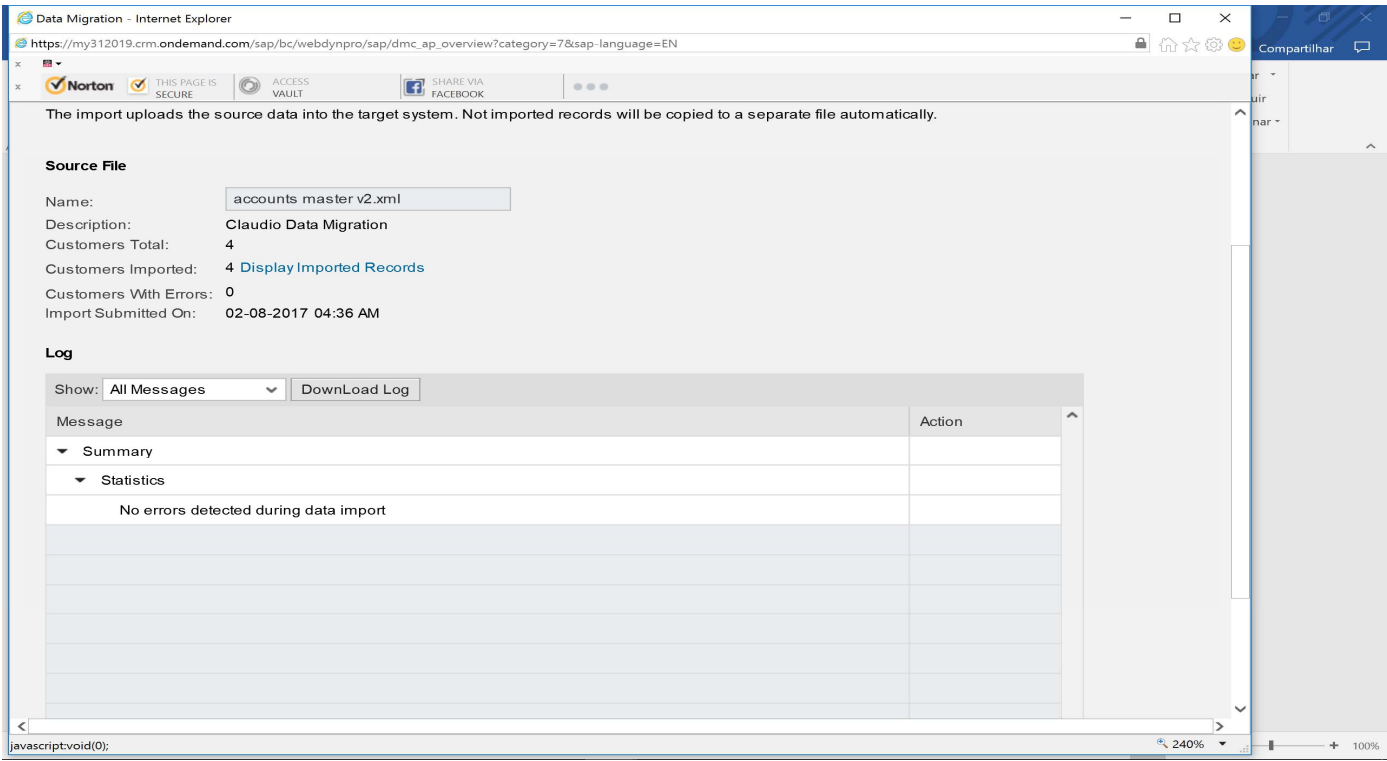 Data Migration - Internet Explorer
https://my312019.crm.ondemand.com/sap/bc/webdynpro/sap/dmc_ap_overview?category=7&sap-language=EN
Compartilhar
Norton
THIS PAGE IS
SECURE
ACCESS
VAULT
SHARE VIA
FACEBOOK
ar
uir
nar
The import uploads the source data into the target system. Not imported records will be copied to a separate file automatically.
Source File
Name: accounts master v2.xml
Description: Claudio Data Migration
Customers Total: 4
Customers Imported: 4 Display Imported Records
Customers With Errors: 0
Import Submitted On: 02-08-2017 04:36 AM
Log
Show: All Messages DownLoad Log
Message Action
Summary
Statistics
No errors detected during data import
javascript:void(0);
240%
100%